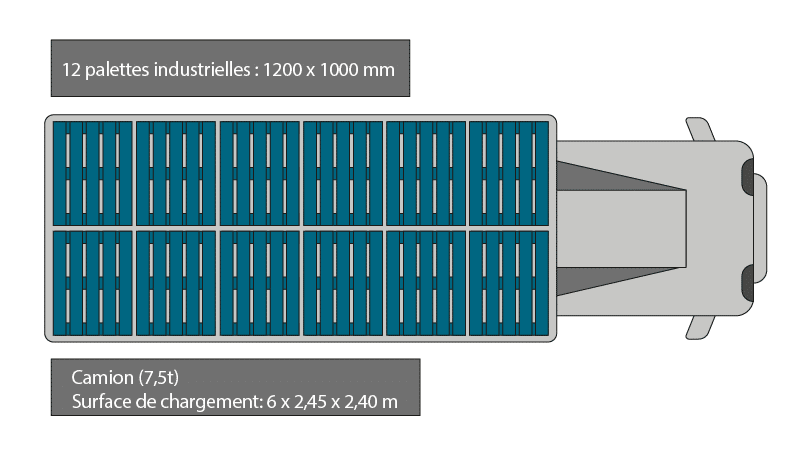 12 palettes industrielles : 1200 x 1000 mm
Camion (7,5t)
Surface de chargement: 6 x 2,45 x 2,40 m